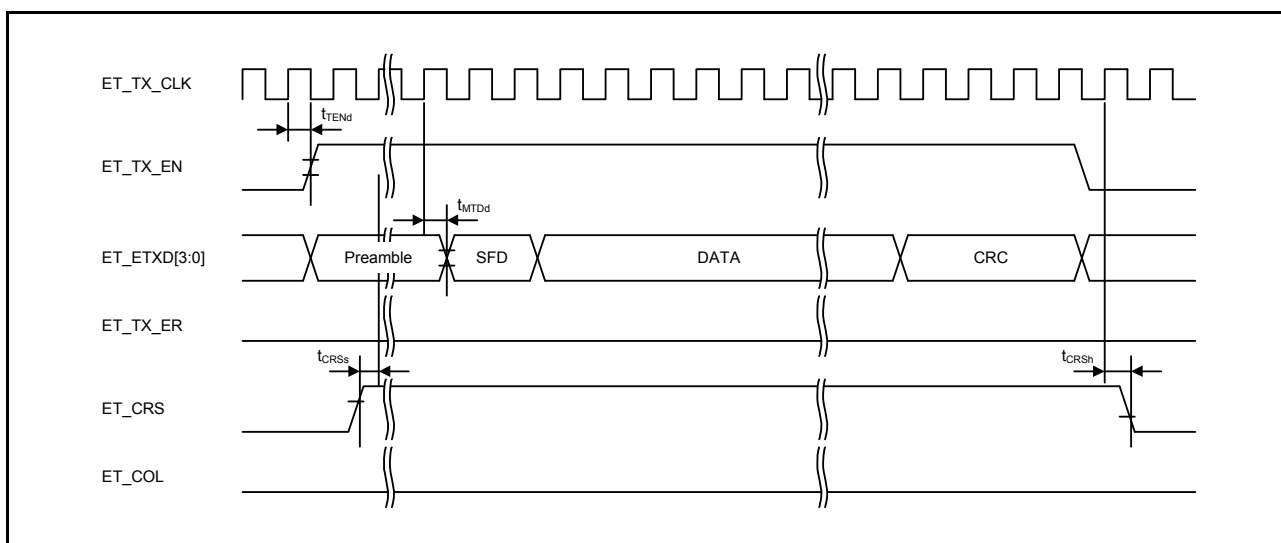 ET_TX_CLK
tTENd
ET_TX_EN
tMTDd
ET_ETXD[3:0]
Preamble
SFD
DATA
CRC
ET_TX_ER
tCRSs
tCRSh
ET_CRS
ET_COL